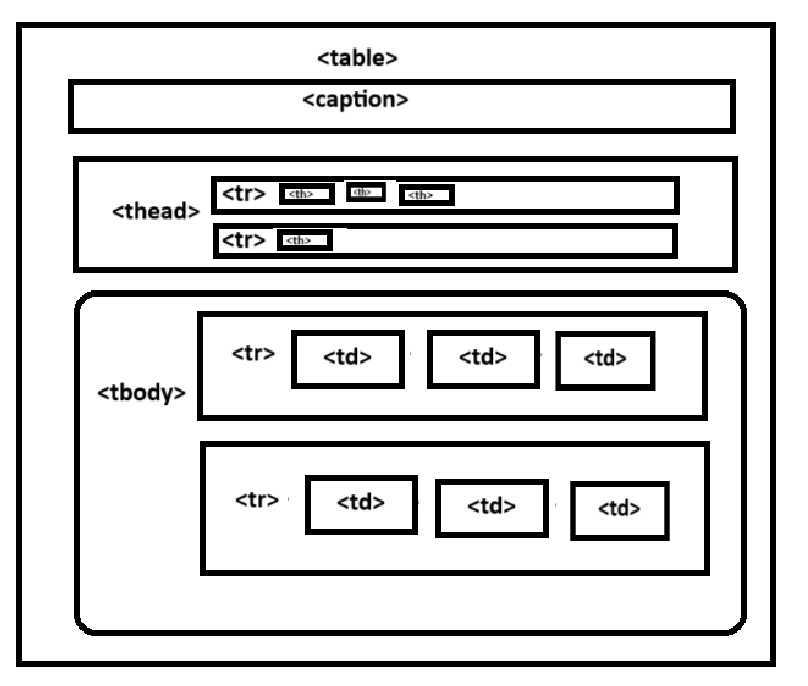 <table>
<caption>
<thead>
<tr> <th> <th> <th>
<tr> <th>
<tbody>
<tr> <td> <td> <td>
<tr> <td> <td> <td>